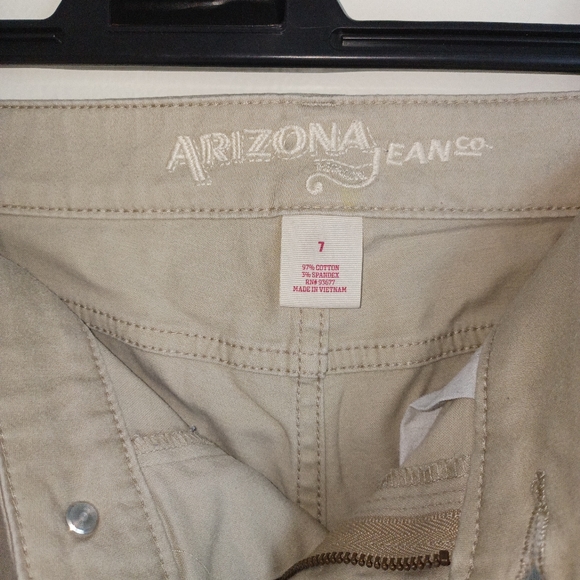 ARIZONA JEAN CO.
7
97% COTTON
3% SPANDEX
RN# 93677
MADE IN VIETNAM